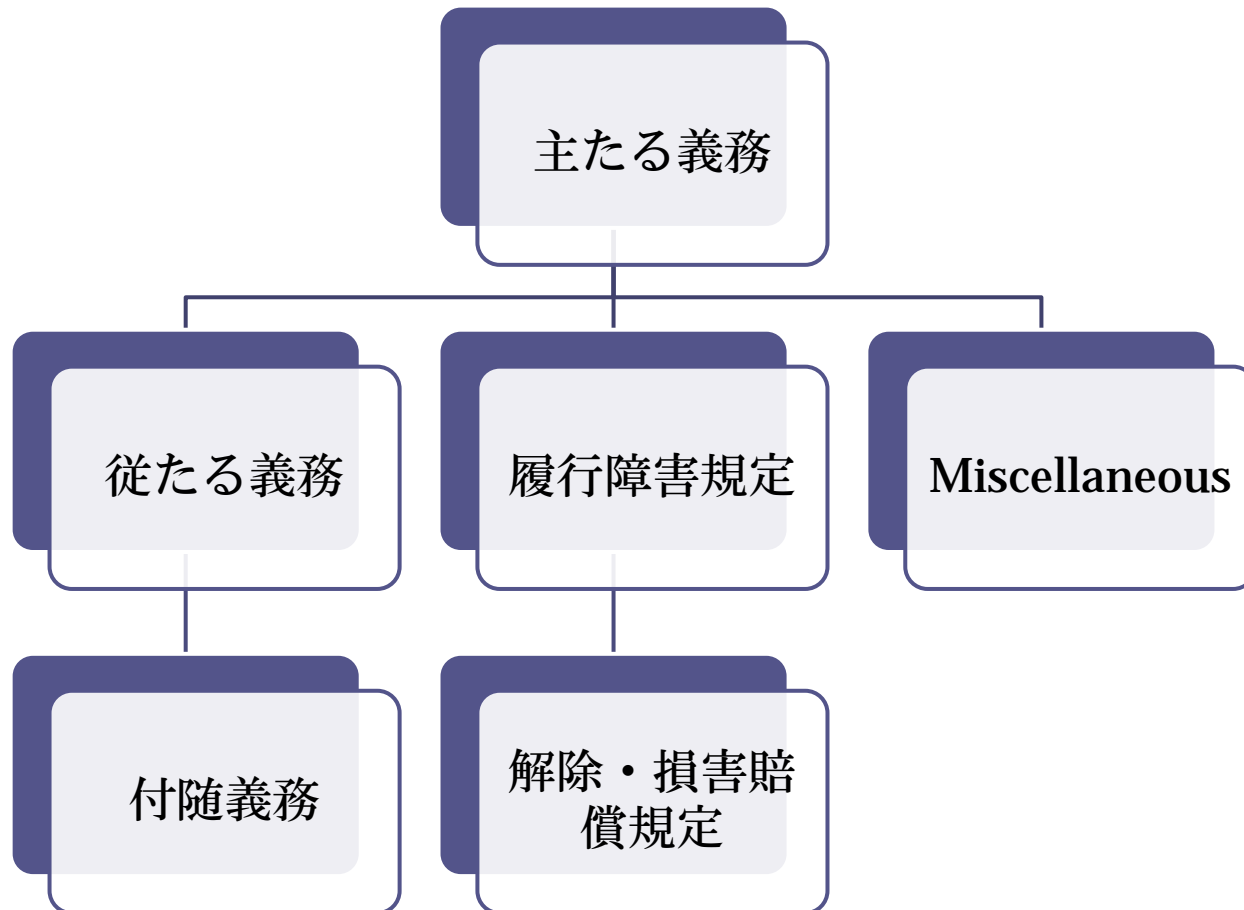 主たる義務
従たる義務
履行障害規定
Miscellaneous
付随義務
解除・損害賠
償規定